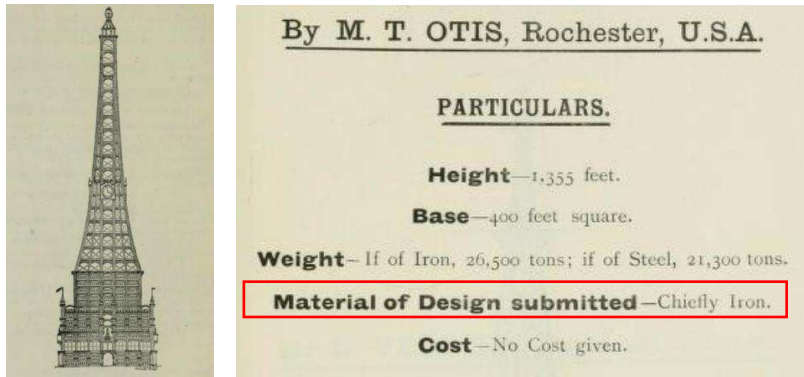 By M. T. OTIS, Rochester, U.S.A.
PARTICULARS.
Height—1,355 feet.
Base—400 feet square.
Weight—If of Iron, 26,500 tons; if of Steel, 21,300 tons.
Material of Design submitted—Chiefly Iron.
Cost—No Cost given.